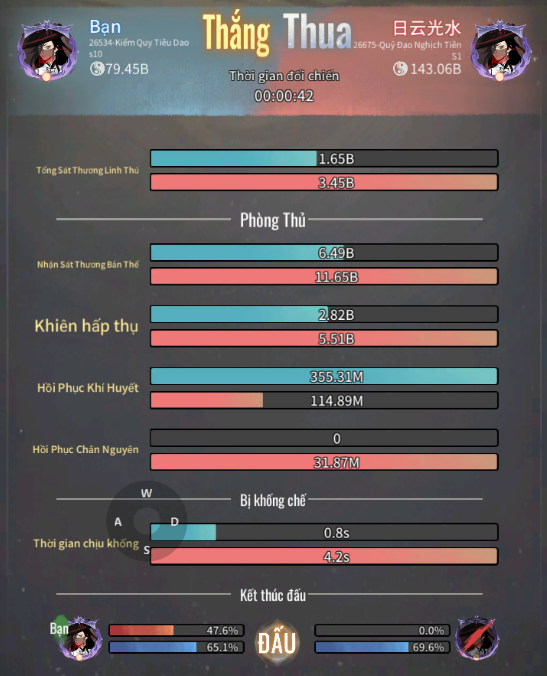 Bạn
26534-Kiếm Quy Tiêu Dao
s10
79.45B
Thắng Thua
日云光水
26675-Quỷ Đạo Nghịch Tiên
S1
143.06B
Thời gian đối chiến
00:00:42
Tổng Sát Thương Linh Thú
1.65B
3.45B
Phòng Thủ
Nhận Sát Thương Bản Thể
6.49B
11.65B
Khiên hấp thụ
2.82B
5.51B
Hồi Phục Khí Huyết
355.31M
114.89M
Hồi Phục Chân Nguyên
0
31.87M
Bị khống chế
W
A D
S
Thời gian chịu khống
0.8s
4.2s
Kết thúc đấu
Bạn
47.6%
65.1%
ĐẤU
0.0%
69.6%